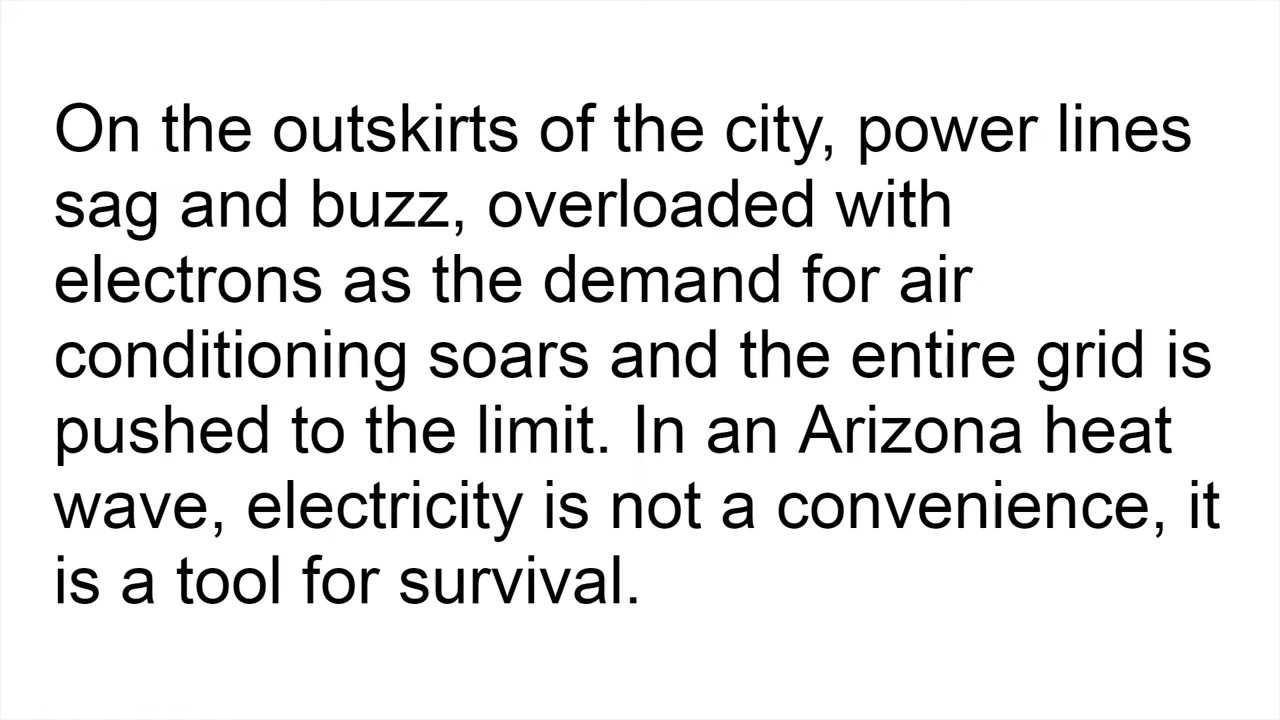 On the outskirts of the city, power lines
sag and buzz, overloaded with
electrons as the demand for air
conditioning soars and the entire grid is
pushed to the limit. In an Arizona heat
wave, electricity is not a convenience, it
is a tool for survival.